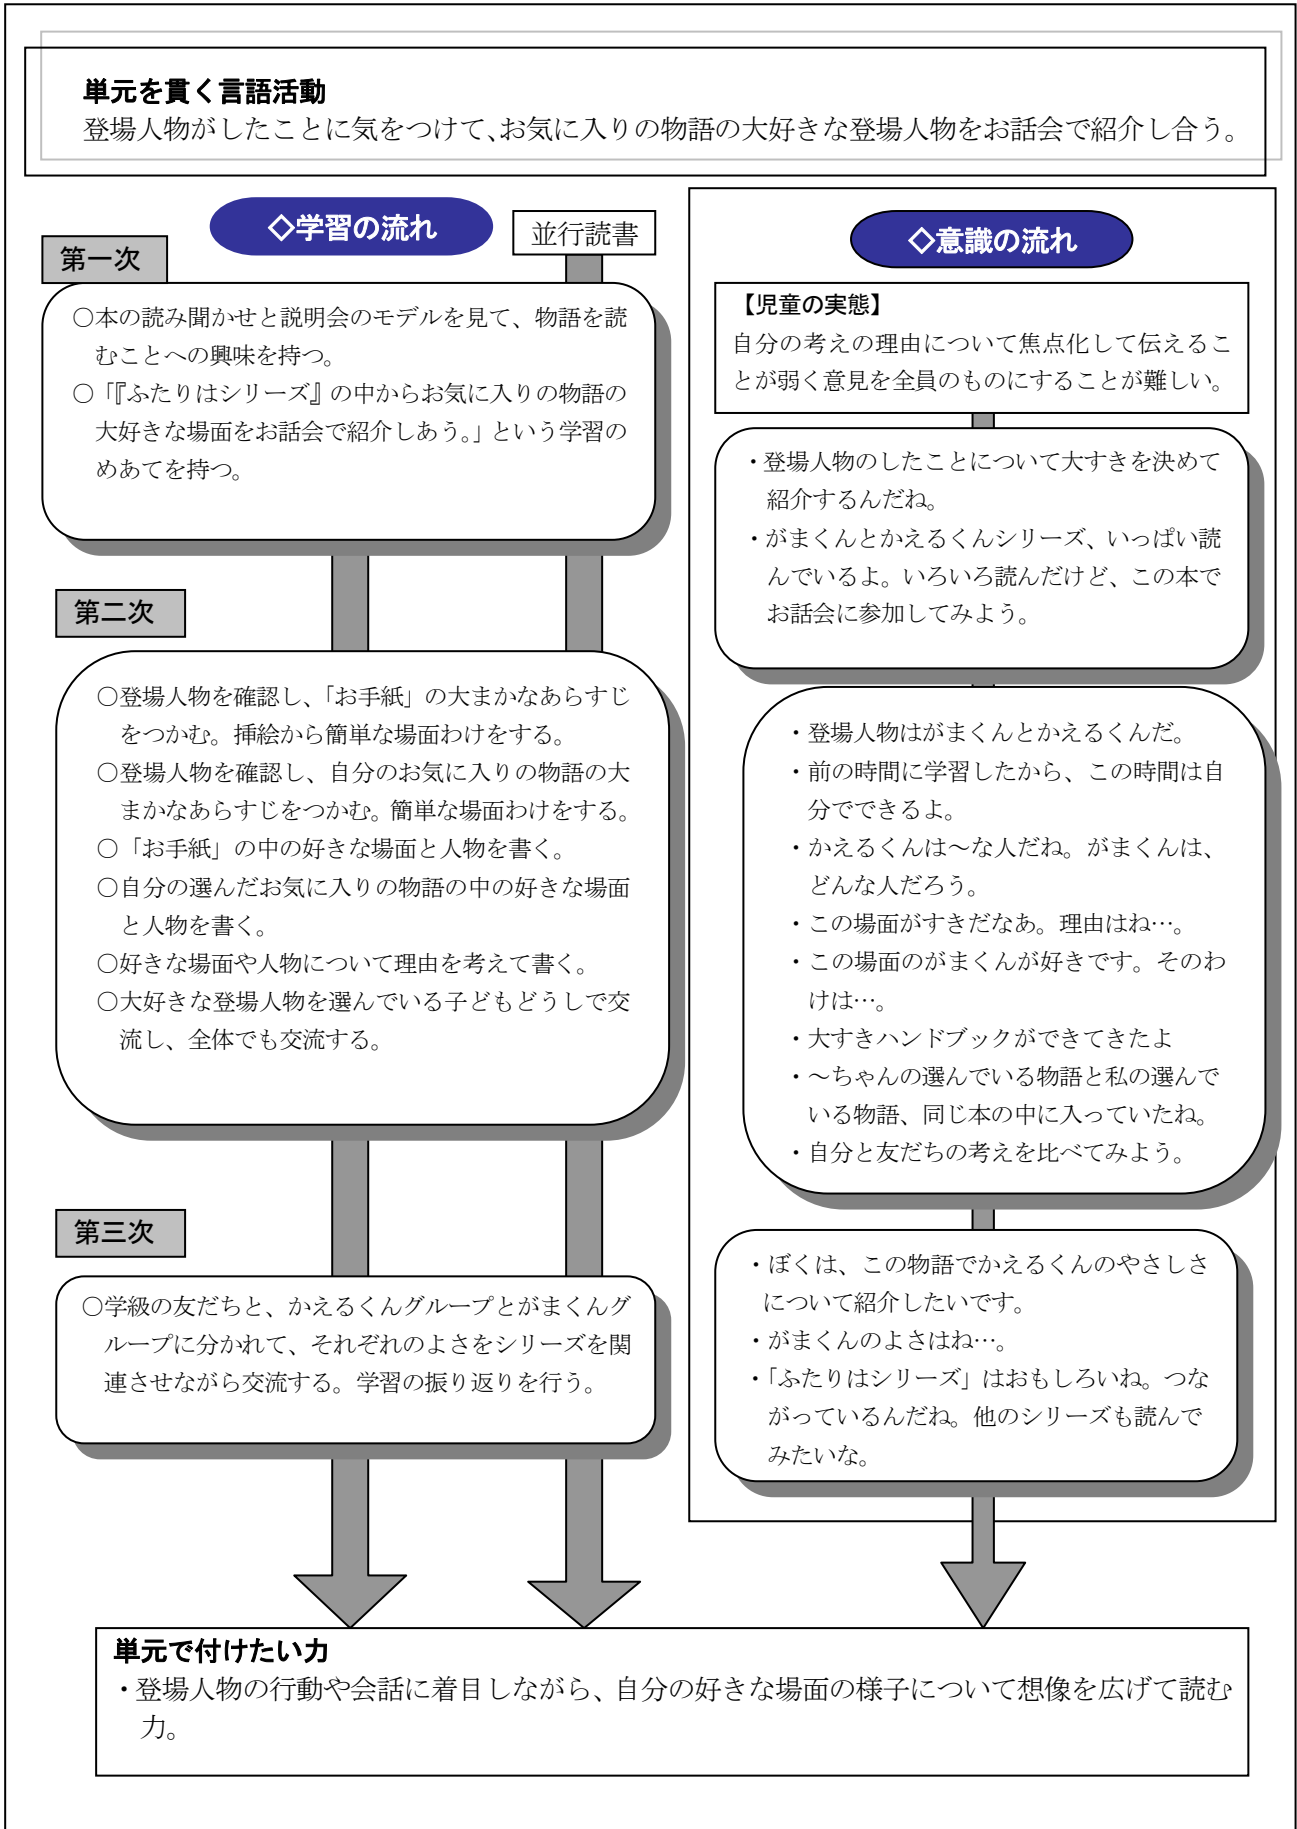 単元を貫く言語活動
登場人物がしたことに気をつけて、お気に入りの物語の大好きな登場人物をお話会で紹介し合う。
◇学習の流れ
並行読書
第一次
○本の読み聞かせと説明会のモデルを見て、物語を読
むことへの興味を持つ。
○「『ふたりはシリーズ』の中からお気に入りの物語の
大好きな場面をお話会で紹介しあう。」という学習の
めあてを持つ。
第二次
○登場人物を確認し、「お手紙」の大まかなあらすじ
をつかむ。挿絵から簡単な場面わけをする。
○登場人物を確認し、自分のお気に入りの物語の大
まかなあらすじをつかむ。簡単な場面わけをする。
○「お手紙」の中の好きな場面と人物を書く。
○自分の選んだお気に入りの物語の中の好きな場面
と人物を書く。
○好きな場面や人物について理由を考えて書く。
○大好きな登場人物を選んでいる子どもどうしで交
流し、全体でも交流する。
第三次
○学級の友だちと、かえるくんグループとがまくんグ
ループに分かれて、それぞれのよさをシリーズを関
連させながら交流する。学習の振り返りを行う。
◇意識の流れ
【児童の実態】
自分の考えの理由について焦点化して伝えるこ
とが弱く意見を全員のものにすることが難しい。
・登場人物のしたことについて大すきを決めて
紹介するんだね。
・がまくんとかえるくんシリーズ、いっぱい読
んでいるよ。いろいろ読んだけど、この本で
お話会に参加してみよう。
・登場人物はがまくんとかえるくんだ。
・前の時間に学習したから、この時間は自
分でできるよ。
・かえるくんは～な人だね。がまくんは、
どんな人だろう。
・この場面がすきだなあ。理由はね…。
・この場面のがまくんが好きです。そのわ
けは…。
・大すきハンドブックができてきたよ
・～ちゃんの選んでいる物語と私の選んで
いる物語、同じ本の中に入っていたね。
・自分と友だちの考えを比べてみよう。
・ぼくは、この物語でかえるくんのやさしさ
について紹介したいです。
・がまくんのよさはね…。
・「ふたりはシリーズ」はおもしろいね。つな
がっているんだね。他のシリーズも読んで
みたいな。
単元で付けたい力
・登場人物の行動や会話に着目しながら、自分の好きな場面の様子について想像を広げて読む
力。